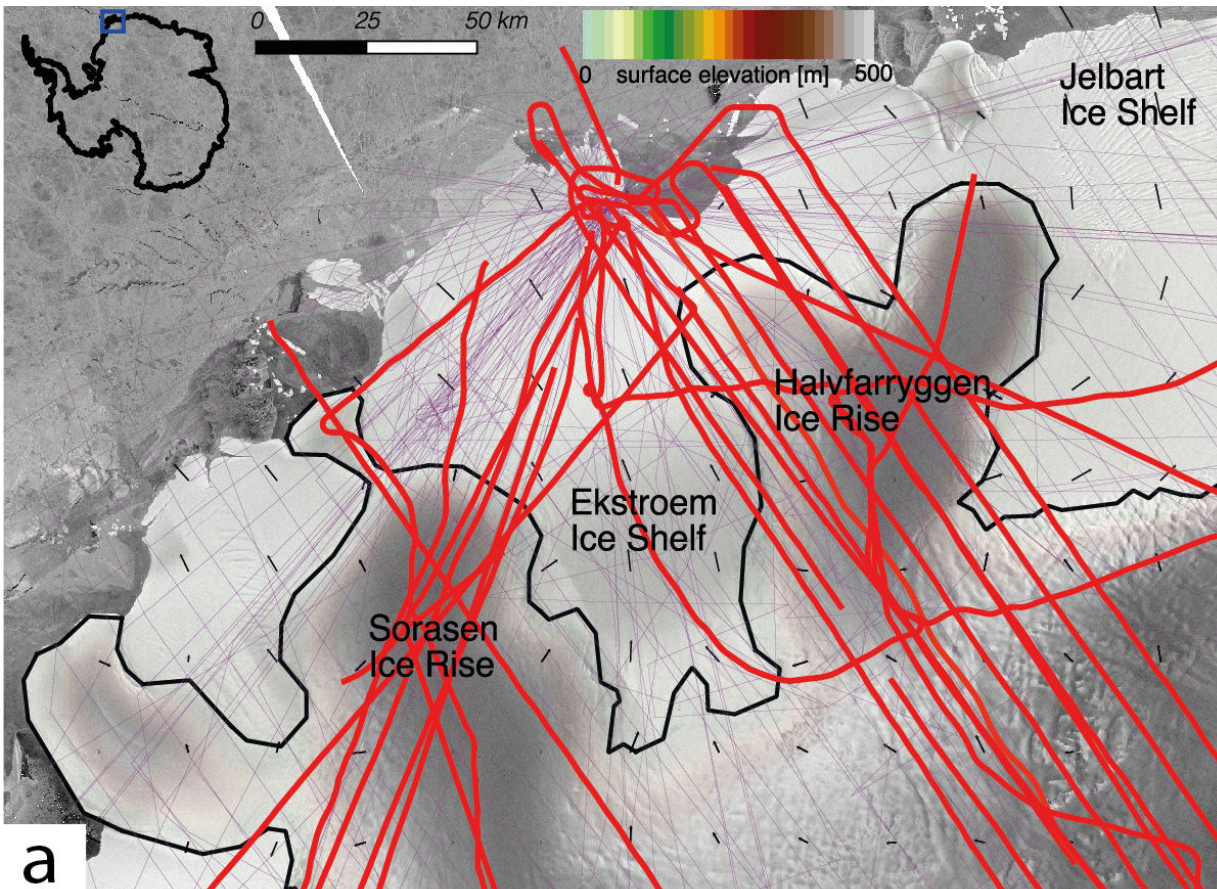 0 25 50 km
0 surface elevation [m] 500
Jelbart
Ice Shelf
Halvfarryggen
Ice Rise
Ekstroem
Ice Shelf
Sorasen
Ice Rise
a